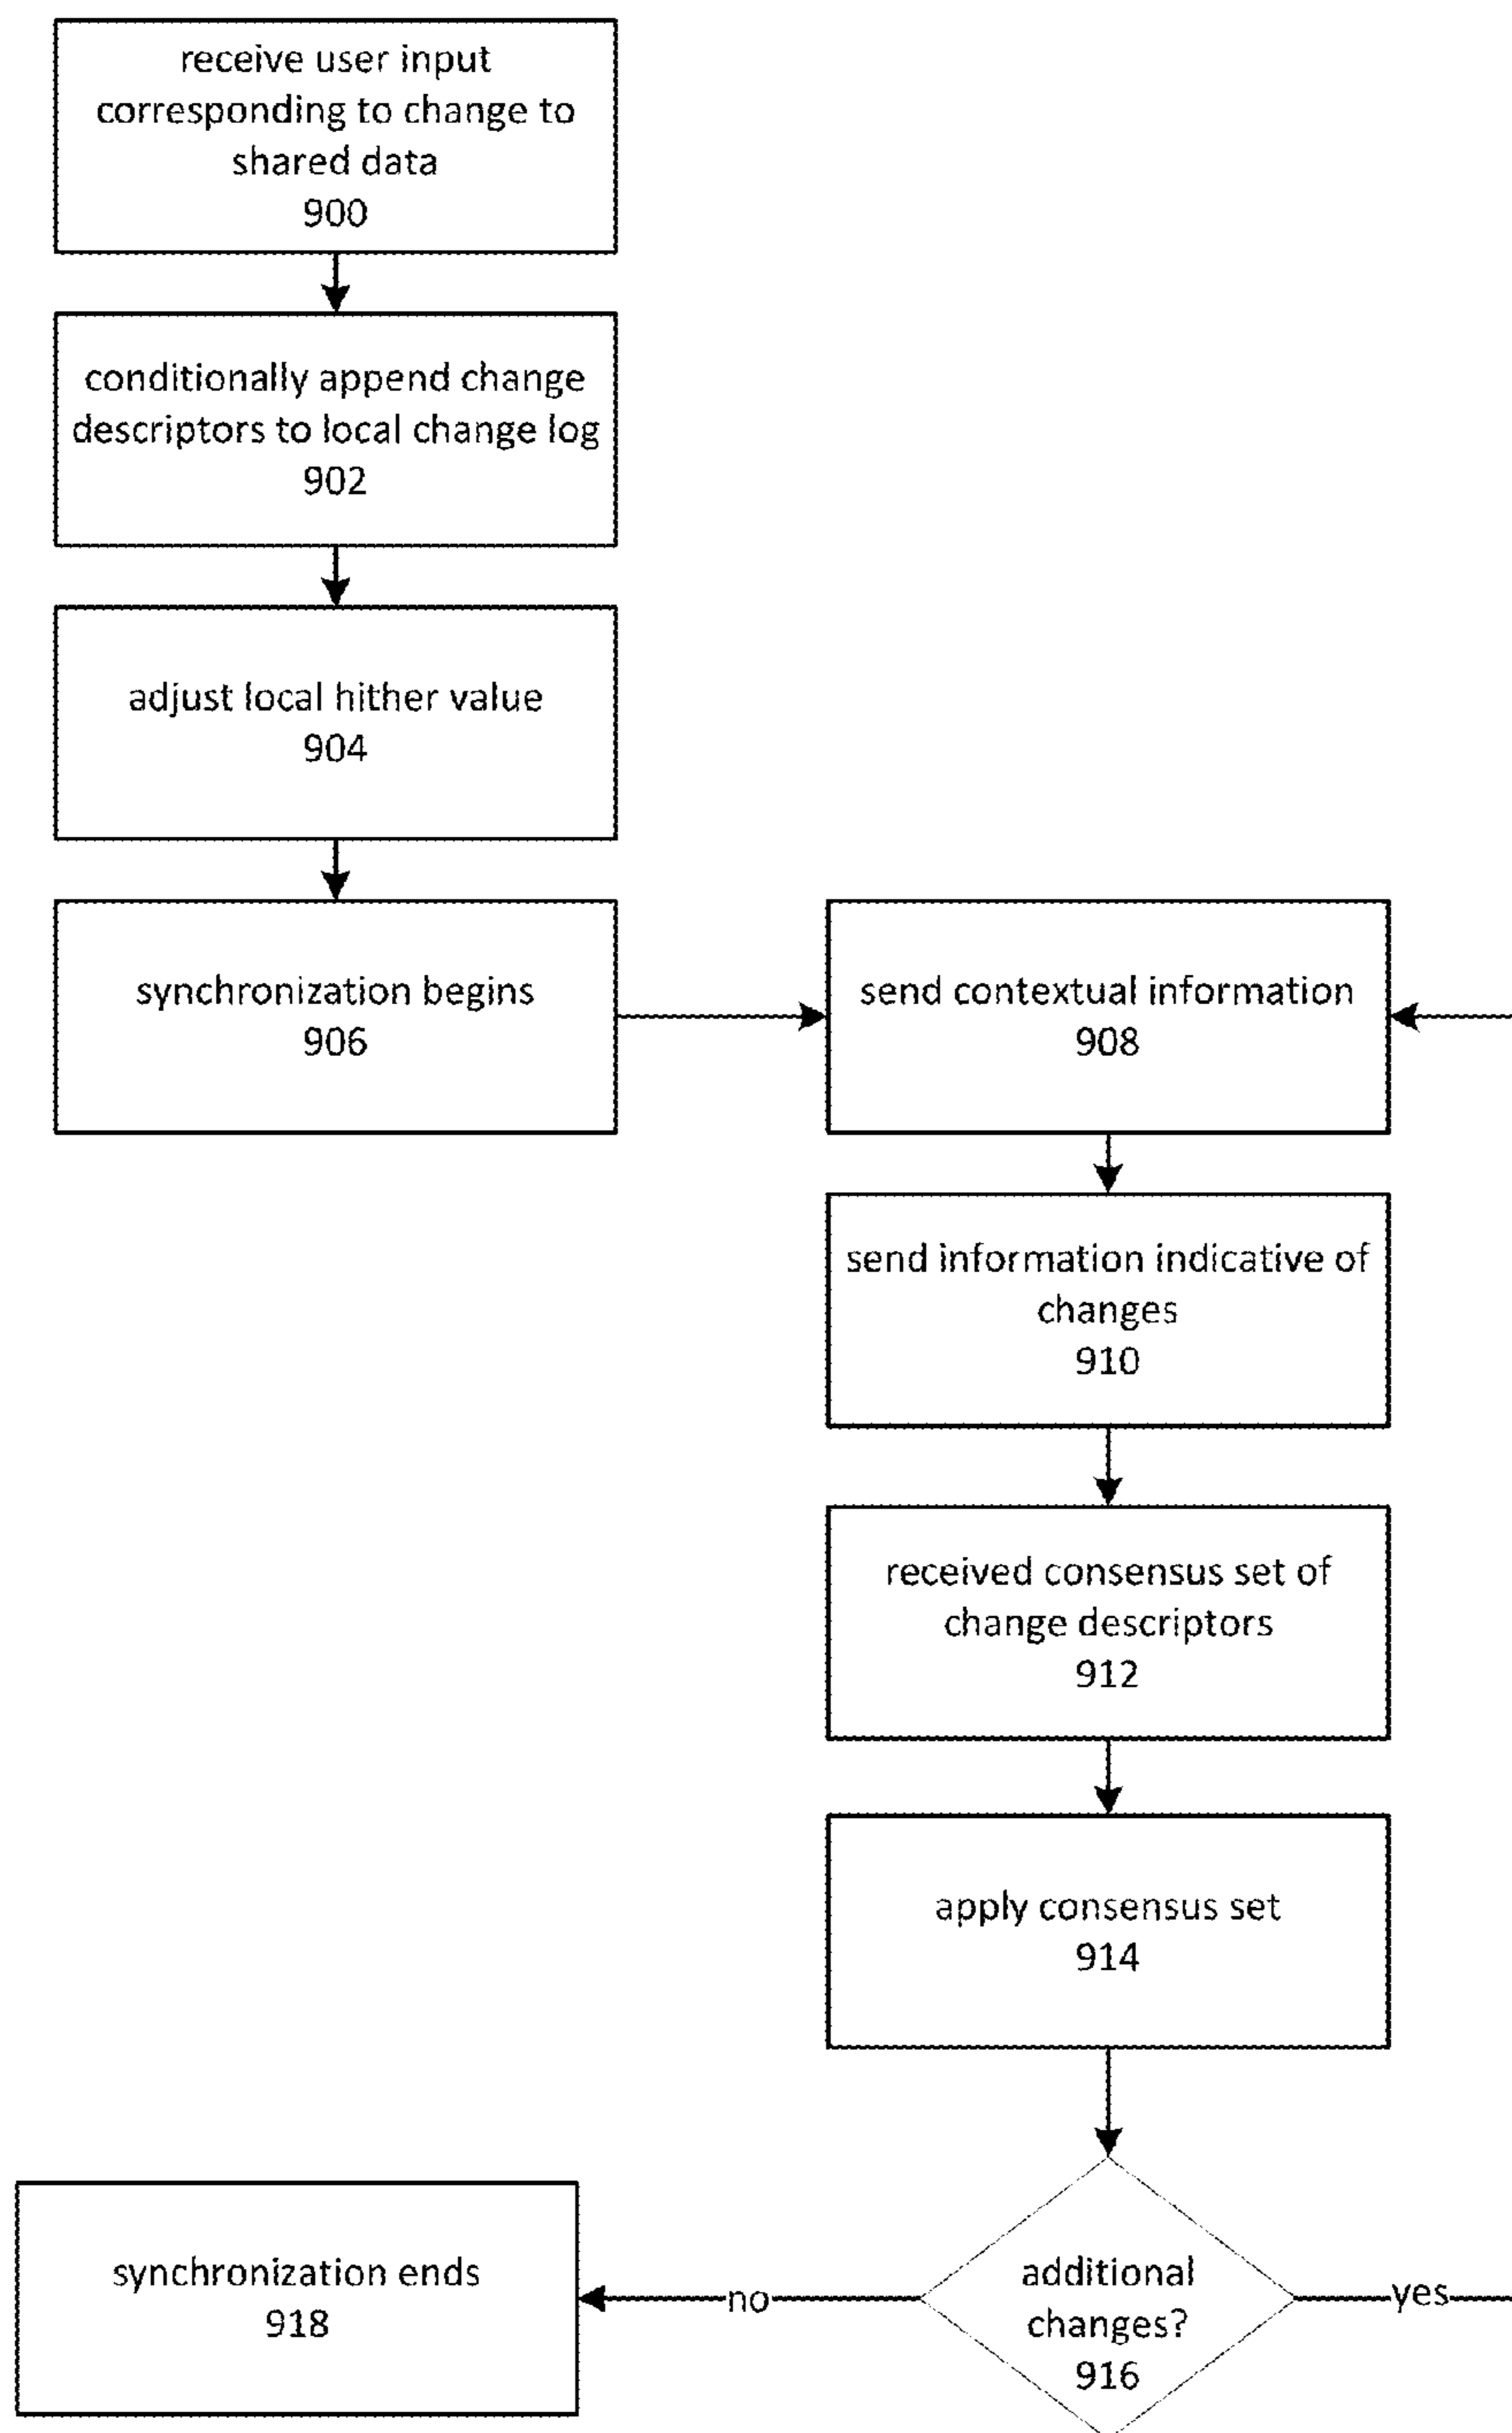 receive user input
corresponding to change to
shared data
900
conditionally append change
descriptors to local change log
902
adjust local hither value
904
synchronization begins
906
send contextual information
908
send information indicative of
changes
910
received consensus set of
change descriptors
912
apply consensus set
914
additional
changes?
916
no
yes
synchronization ends
918